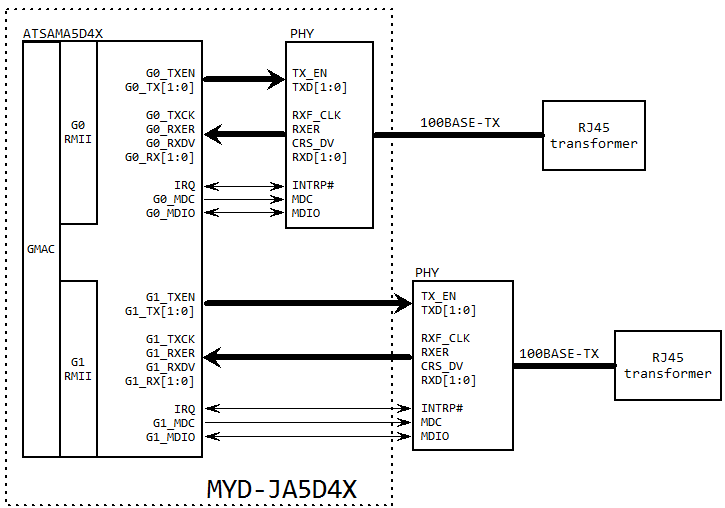 ATSAMA5D4X
PHY
G0_TXEN
G0_TX[1:0]
TX_EN
TXD[1:0]
G0
RMII
G0_TXCK
G0_RXER
G0_RXDV
G0_RX[1:0]
RXF_CLK
RXER
CRS_DV
RXD[1:0]
100BASE-TX
RJ45
transformer
IRQ
G0_MDC
G0_MDIO
INTRP#
MDC
MDIO
GMAC
PHY
G1_TXEN
G1_TX[1:0]
TX_EN
TXD[1:0]
G1
RMII
G1_TXCK
G1_RXER
G1_RXDV
G1_RX[1:0]
RXF_CLK
RXER
CRS_DV
RXD[1:0]
100BASE-TX
RJ45
transformer
IRQ
G1_MDC
G1_MDIO
INTRP#
MDC
MDIO
MYD-JA5D4X